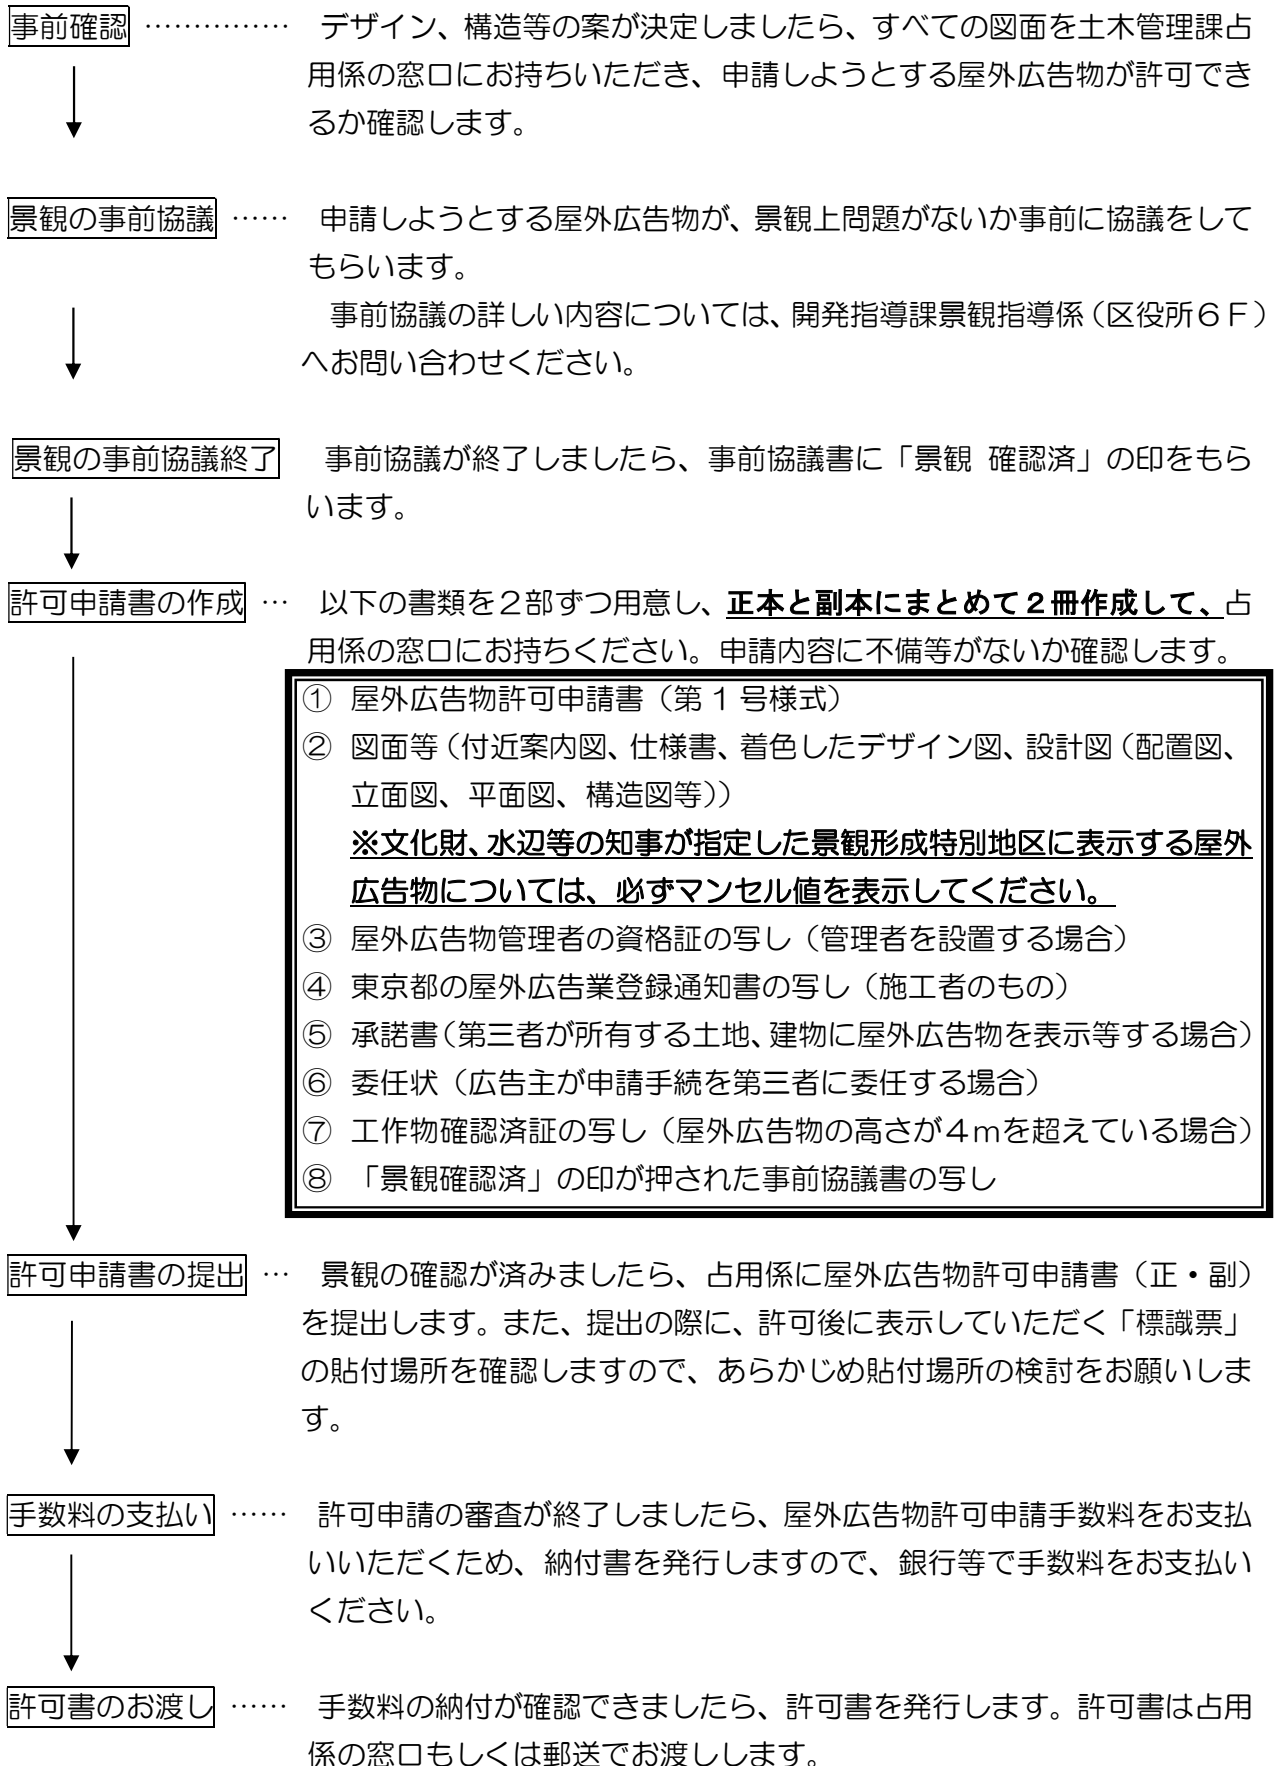 事前確認 …………… デザイン、構造等の案が決定しましたら、すべての図面を土木管理課占
用係の窓口にお持ちいただき、申請しようとする屋外広告物が許可でき
るか確認します。
景観の事前協議 …… 申請しようとする屋外広告物が、景観上問題がないか事前に協議をして
もらいます。
事前協議の詳しい内容については、開発指導課景観指導係（区役所６Ｆ）
へお問い合わせください。
景観の事前協議終了 事前協議が終了しましたら、事前協議書に「景観 確認済」の印をもら
います。
許可申請書の作成 … 以下の書類を２部ずつ用意し、正本と副本にまとめて２冊作成して、占
用係の窓口にお持ちください。申請内容に不備等がないか確認します。
① 屋外広告物許可申請書（第１号様式）
② 図面等（付近案内図、仕様書、着色したデザイン図、設計図（配置図、
立面図、平面図、構造図等））
※文化財、水辺等の知事が指定した景観形成特別地区に表示する屋外
広告物については、必ずマンセル値を表示してください。
③ 屋外広告物管理者の資格証の写し（管理者を設置する場合）
④ 東京都の屋外広告業登録通知書の写し（施工者のもの）
⑤ 承諾書（第三者が所有する土地、建物に屋外広告物を表示等する場合）
⑥ 委任状（広告主が申請手続を第三者に委任する場合）
⑦ 工作物確認済証の写し（屋外広告物の高さが４ｍを超えている場合）
⑧ 「景観確認済」の印が押された事前協議書の写し
許可申請書の提出 … 景観の確認が済みましたら、占用係に屋外広告物許可申請書（正・副）
を提出します。また、提出の際に、許可後に表示していただく「標識票」
の貼付場所を確認しますので、あらかじめ貼付場所の検討をお願いしま
す。
手数料の支払い …… 許可申請の審査が終了しましたら、屋外広告物許可申請手数料をお支払
いいただくため、納付書を発行しますので、銀行等で手数料をお支払い
ください。
許可書のお渡し …… 手数料の納付が確認できましたら、許可書を発行します。許可書は占用
係の窓口もしくは郵送でお渡しします。